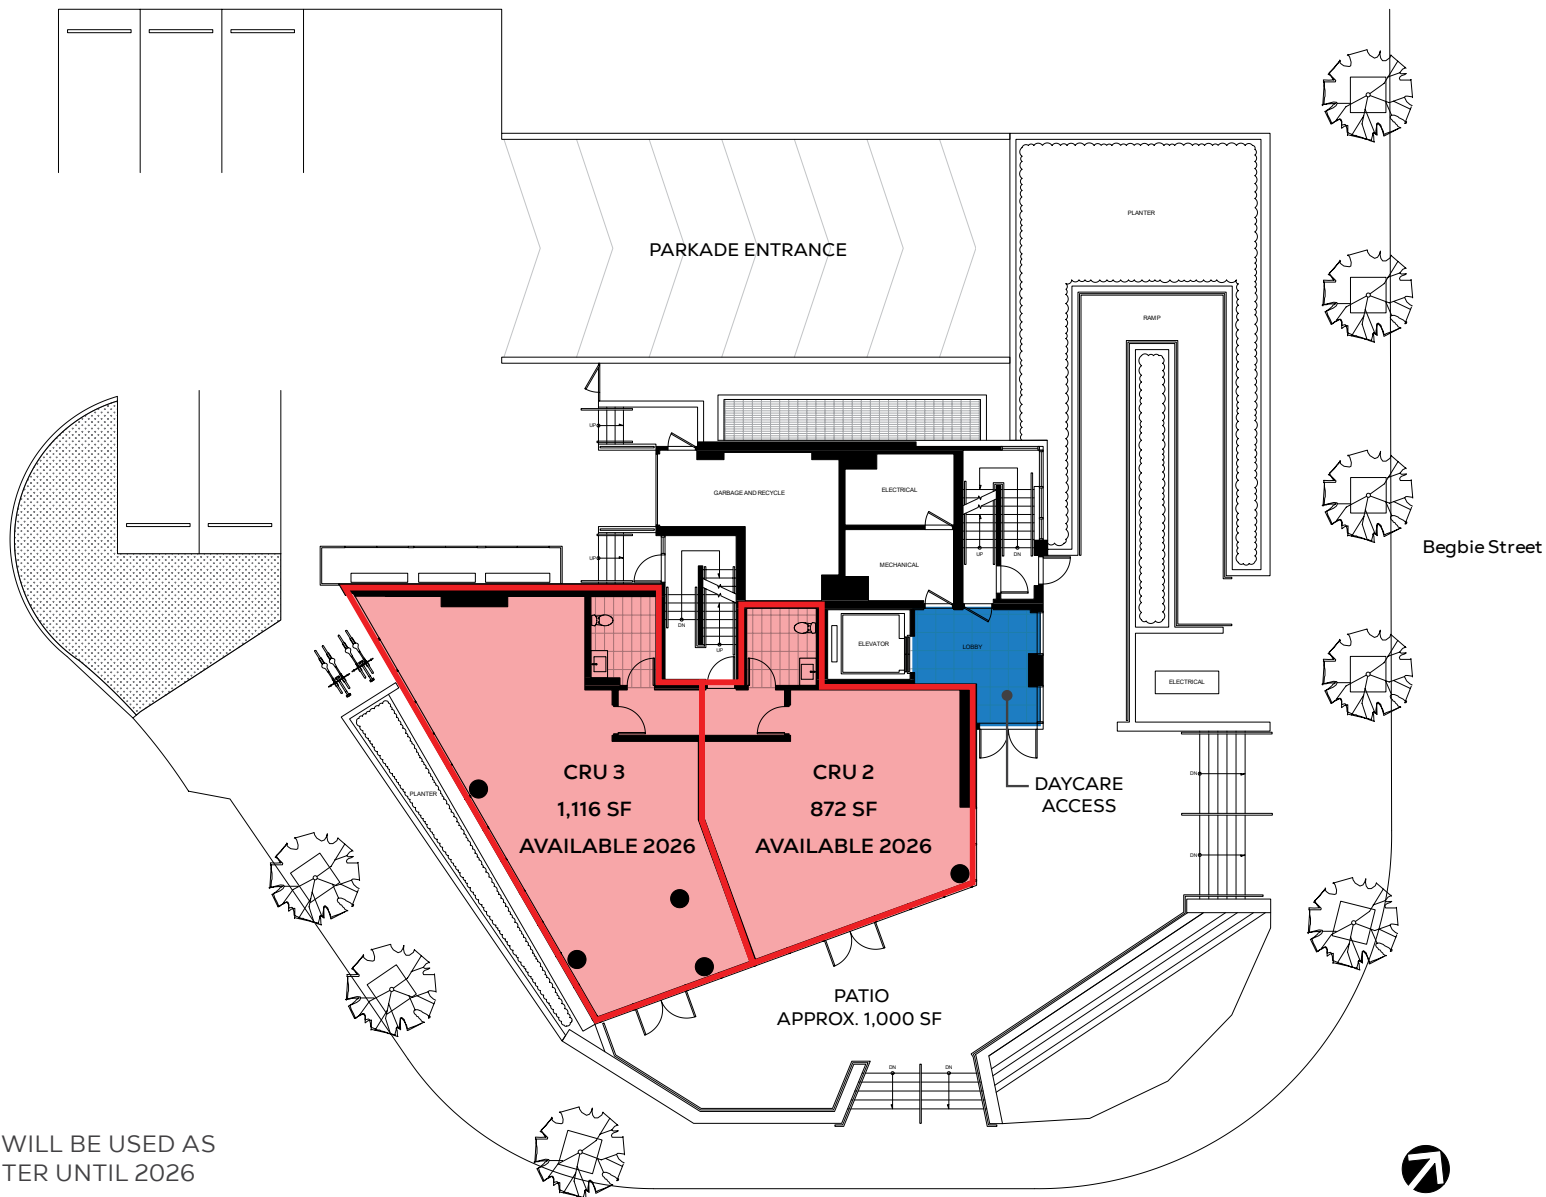 PLANTER
PARKADE ENTRANCE
RAMP
UP
GARBAGE AND RECYCLE
ELECTRICAL
Begbie Street
UP
UP
DN
MECHANICAL
DN
UP
ELEVATOR
LOBBY
ELECTRICAL
CRU 3
1,116 SF
AVAILABLE 2026
CRU 2
872 SF
AVAILABLE 2026
DN
DAYCARE
ACCESS
PLANTER
DN
PATIO
APPROX. 1,000 SF
DN
DN
WILL BE USED AS
TER UNTIL 2026